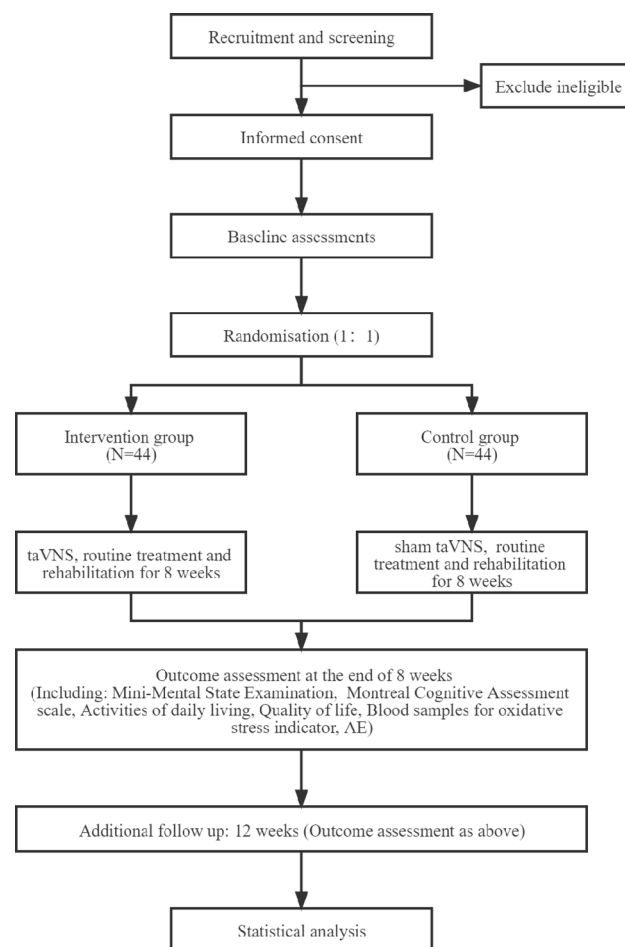 Recruitment and screening
Exclude ineligible
Informed consent
Baseline assessments
Randomisation (1：1)
Intervention group
(N=44)
Control group
(N=44)
taVNS, routine treatment and
rehabilitation for 8 weeks
sham taVNS, routine
treatment and rehabilitation
for 8 weeks
Outcome assessment at the end of 8 weeks
(Including: Mini-Mental State Examination, Montreal Cognitive Assessment
scale, Activities of daily living, Quality of life, Blood samples for oxidative
stress indicator, AE)
Additional follow up: 12 weeks (Outcome assessment as above)
Statistical analysis